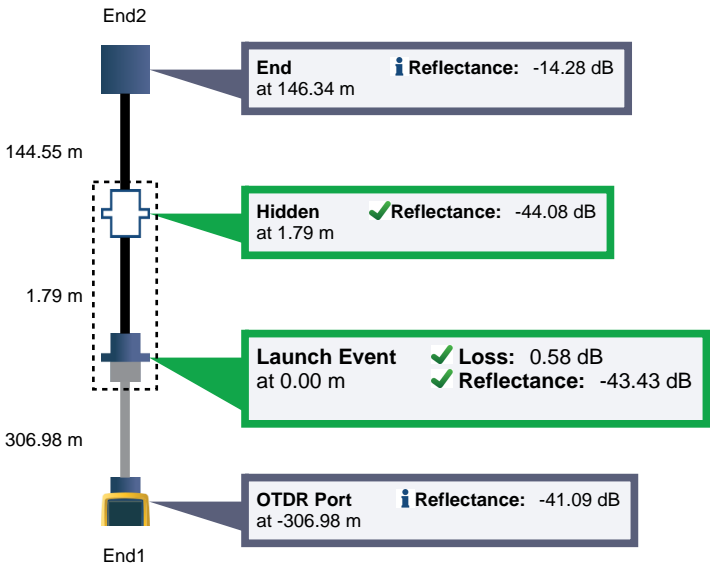 End2
End Reflectance: -14.28 dB
at 146.34 m
144.55 m
Hidden Reflectance: -44.08 dB
at 1.79 m
1.79 m
Launch Event Loss: 0.58 dB
at 0.00 m Reflectance: -43.43 dB
306.98 m
OTDR Port Reflectance: -41.09 dB
at -306.98 m
End1